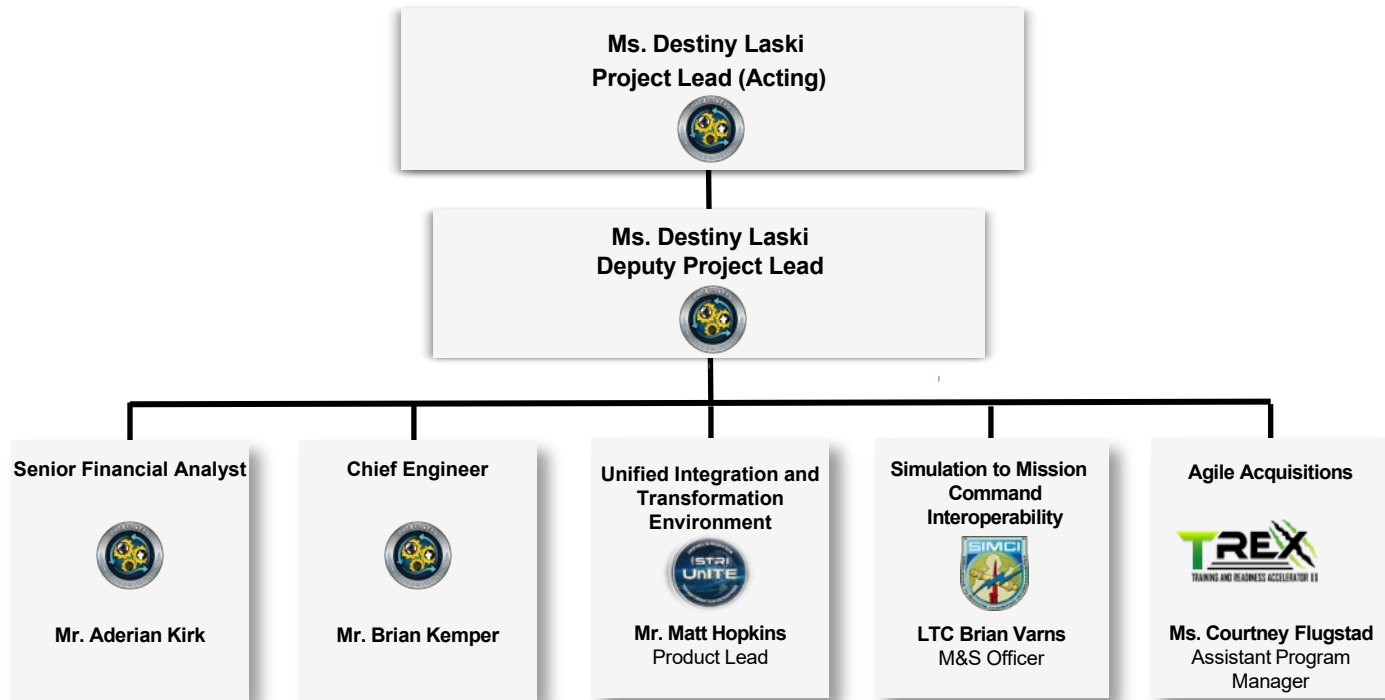 Ms. Destiny Laski
Project Lead (Acting)
Ms. Destiny Laski
Deputy Project Lead
Senior Financial Analyst
Mr. Aderian Kirk
Chief Engineer
Mr. Brian Kemper
Unified Integration and
Transformation
Environment
STRI
UnITE
Mr. Matt Hopkins
Product Lead
Simulation to Mission
Command
Interoperability
SIMCI
LTC Brian Varns
M&S Officer
Agile Acquisitions
TREX
TRAINING AND READINESS ACCELERATOR II
Ms. Courtney Flugstad
Assistant Program
Manager